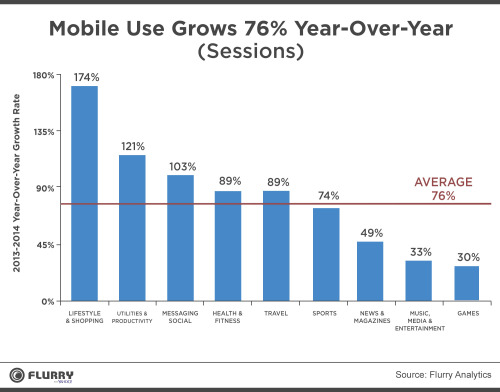 Mobile Use Grows 76% Year-Over-Year
(Sessions)
2013-2014 Year-Over-Year Growth Rate
180%
135%
90%
45%
0%
174%
121%
103%
89%
89%
74%
49%
33%
30%
AVERAGE
76%
LIFESTYLE
& SHOPPING
UTILITIES &
PRODUCTIVITY
MESSAGING
SOCIAL
HEALTH &
FITNESS
TRAVEL
SPORTS
NEWS &
MAGAZINES
MUSIC,
MEDIA &
ENTERTAINMENT
GAMES
FLURRY
from YAHOO!
Source: Flurry Analytics